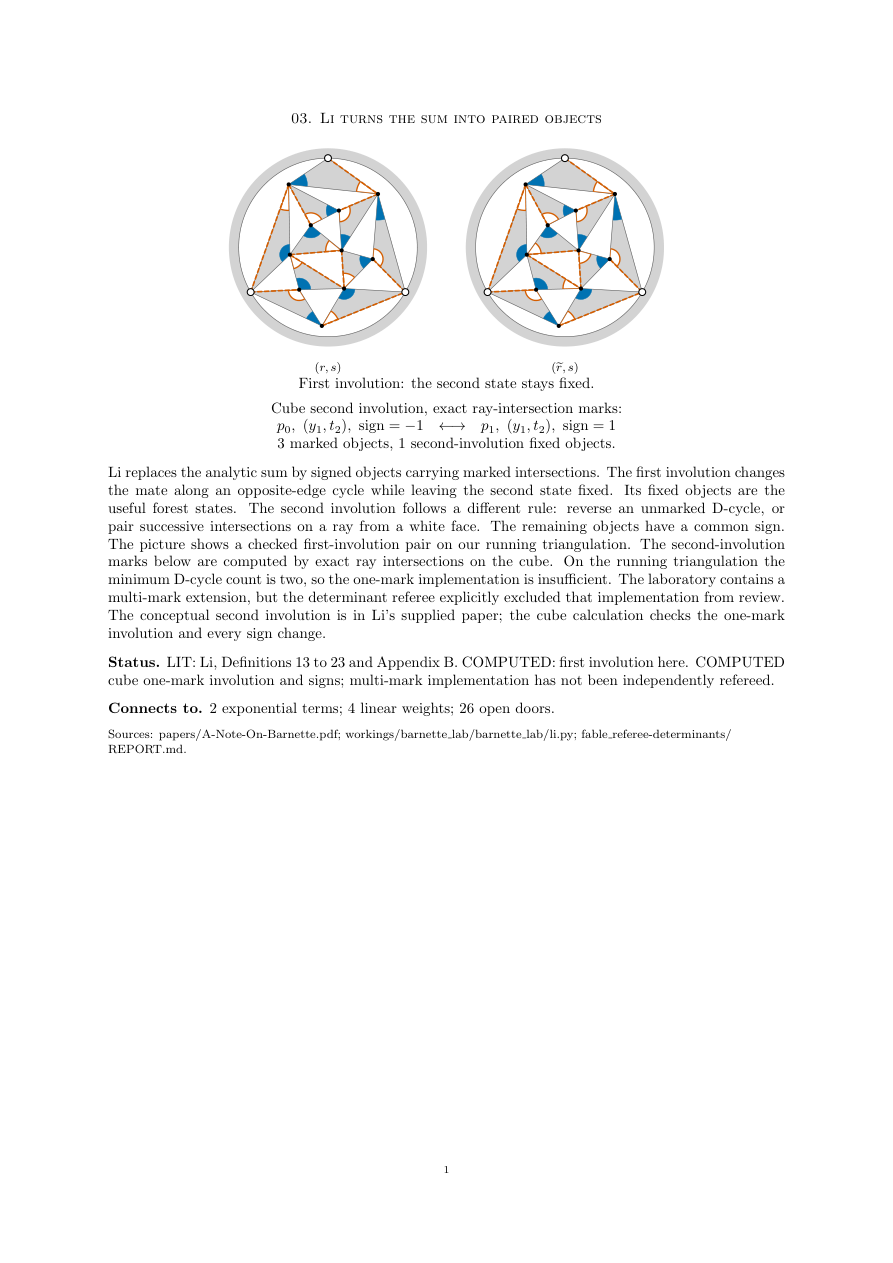 03. Li turns the sum into paired objects
(r, s)
(r̃, s)
First involution: the second state stays fixed.
Cube second involution, exact ray-intersection marks:
p₀, (y₁, t₂), sign = −1 ⟷ p₁, (y₁, t₂), sign = 1
3 marked objects, 1 second-involution fixed objects.
Li replaces the analytic sum by signed objects carrying marked intersections. The first involution changes
the mate along an opposite-edge cycle while leaving the second state fixed. Its fixed objects are the
useful forest states. The second involution follows a different rule: reverse an unmarked D-cycle, or
pair successive intersections on a ray from a white face. The remaining objects have a common sign.
The picture shows a checked first-involution pair on our running triangulation. The second-involution
marks below are computed by exact ray intersections on the cube. On the running triangulation the
minimum D-cycle count is two, so the one-mark implementation is insufficient. The laboratory contains a
multi-mark extension, but the determinant referee explicitly excluded that implementation from review.
The conceptual second involution is in Li's supplied paper; the cube calculation checks the one-mark
involution and every sign change.
Status. LIT: Li, Definitions 13 to 23 and Appendix B. COMPUTED: first involution here. COMPUTED
cube one-mark involution and signs; multi-mark implementation has not been independently refereed.
Connects to. 2 exponential terms; 4 linear weights; 26 open doors.
Sources: papers/A-Note-On-Barnette.pdf; workings/barnette_lab/barnette_lab/li.py; fable_referee-determinants/
REPORT.md.
1